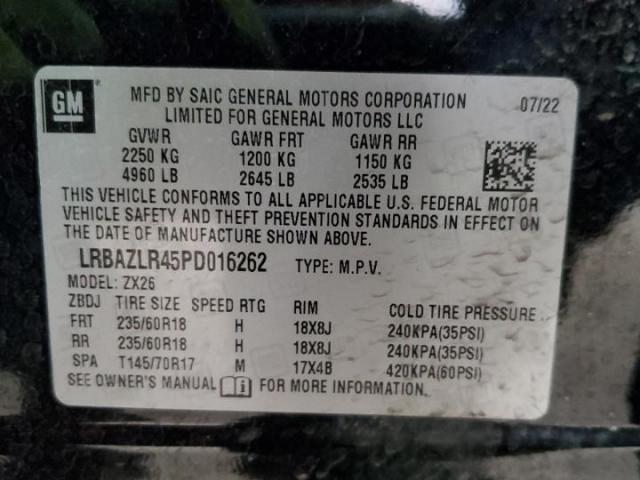 GM
MFD BY SAIC GENERAL MOTORS CORPORATION 07/22
LIMITED FOR GENERAL MOTORS LLC
GVWR GAWR FRT GAWR RR
2250 KG 1200 KG 1150 KG
4960 LB 2645 LB 2535 LB
THIS VEHICLE CONFORMS TO ALL APPLICABLE U.S. FEDERAL MOTOR
VEHICLE SAFETY AND THEFT PREVENTION STANDARDS IN EFFECT ON
THE DATE OF MANUFACTURE SHOWN ABOVE.
LRBAZLR45PD016262 TYPE: M.P.V.
MODEL: ZX26
ZBDJ TIRE SIZE SPEED RTG RIM COLD TIRE PRESSURE
FRT 235/60R18 H 18X8J 240KPA(35PSI)
RR 235/60R18 H 18X8J 240KPA(35PSI)
SPA T145/70R17 M 17X4B 420KPA(60PSI)
SEE OWNER'S MANUAL FOR MORE INFORMATION.